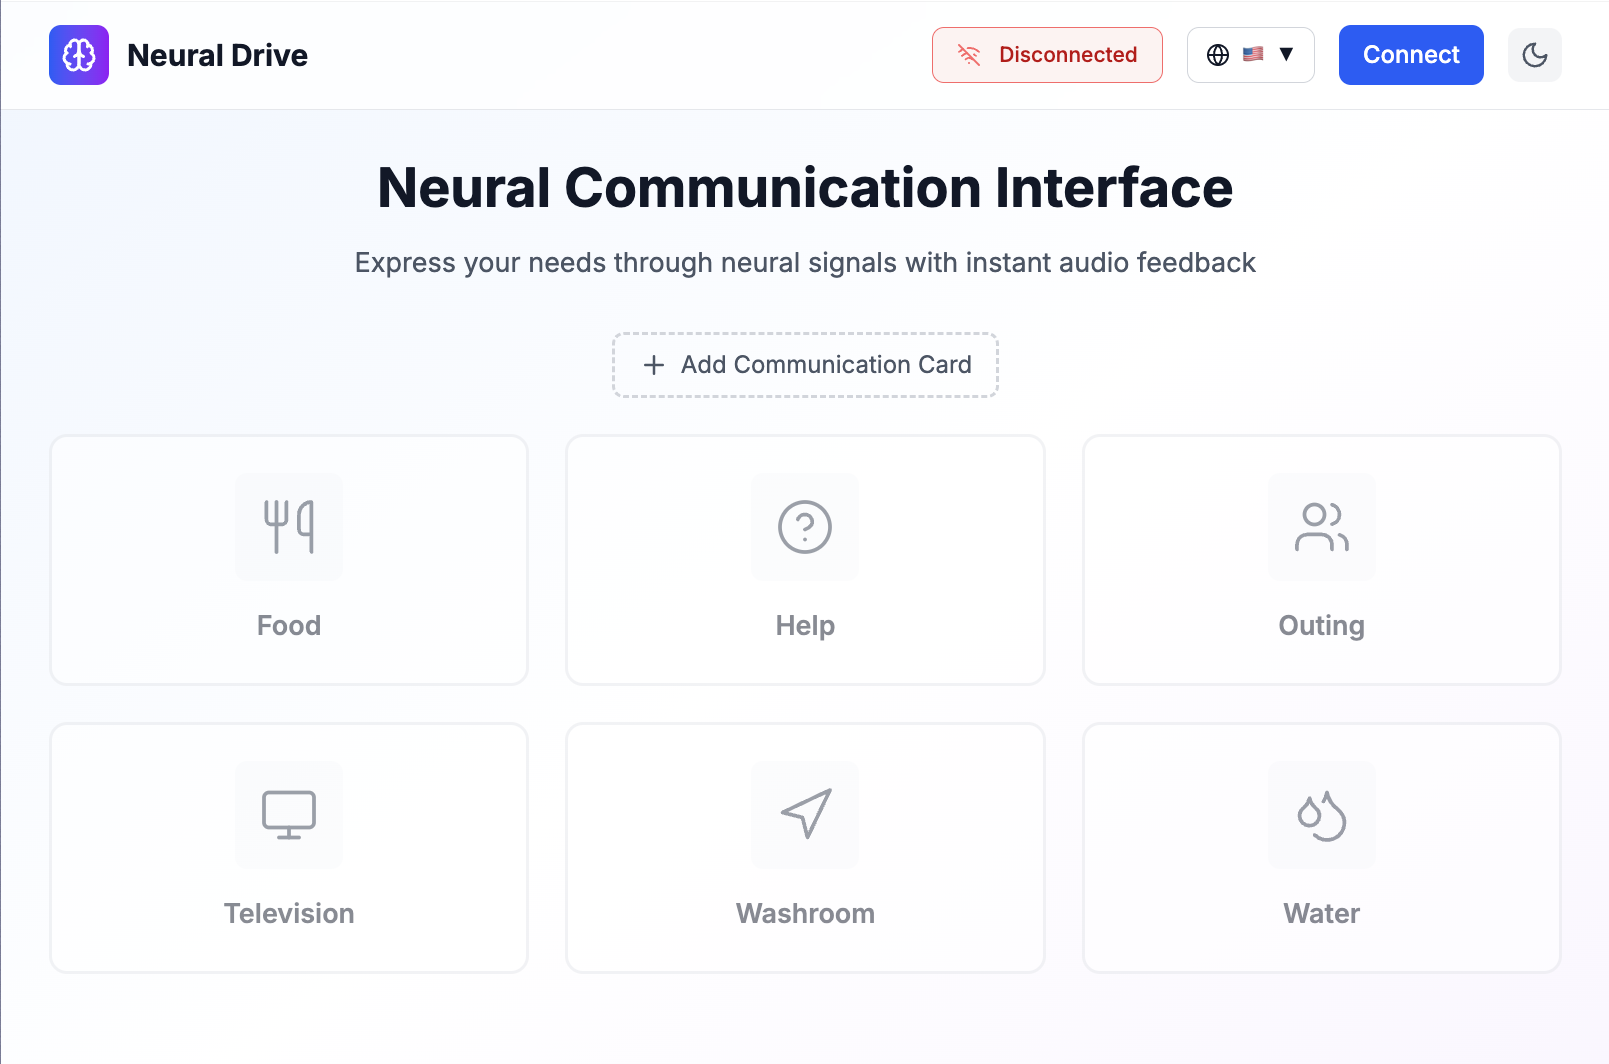 Neural Drive
Disconnected
🇺🇸 ▼
Connect
Neural Communication Interface
Express your needs through neural signals with instant audio feedback
+ Add Communication Card
Food
Help
Outing
Television
Washroom
Water